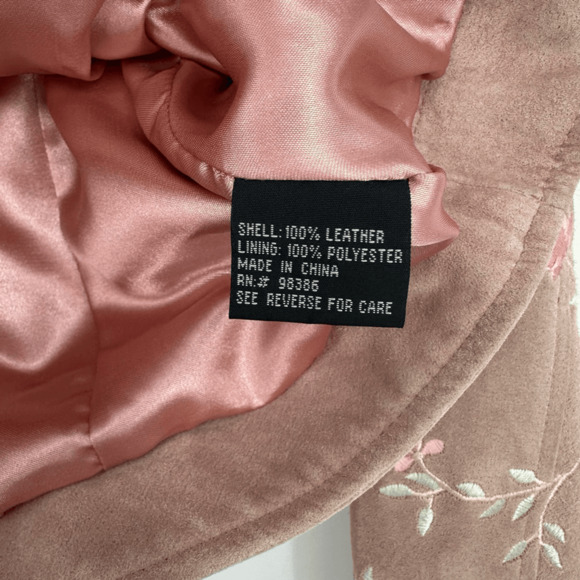 SHELL: 100% LEATHER
LINING: 100% POLYESTER
MADE IN CHINA
RN:# 98386
SEE REVERSE FOR CARE